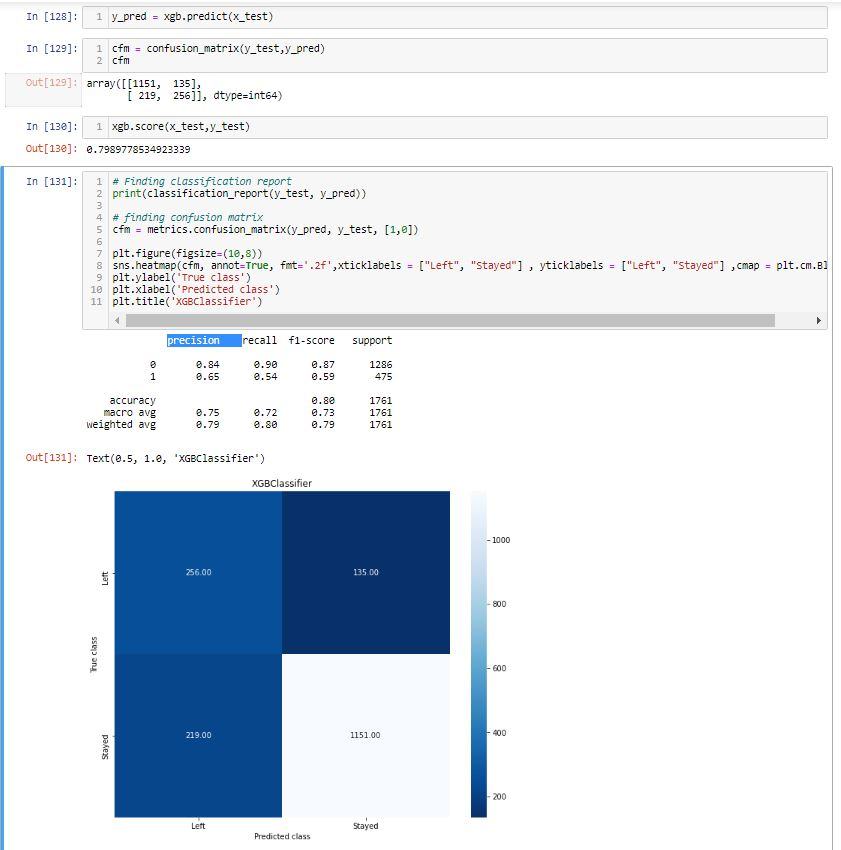 In [128]: 1 y_pred = xgb.predict(x_test)
In [129]: 1 cfm = confusion_matrix(y_test,y_pred)
2 cfm
Out[129]: array([[1151, 135],
[ 219, 256]], dtype=int64)
In [130]: 1 xgb.score(x_test,y_test)
Out[130]: 0.7989778534923339
In [131]: 1 # Finding classification report
2 print(classification_report(y_test, y_pred))
3
4 # finding confusion matrix
5 cfm = metrics.confusion_matrix(y_pred, y_test, [1,0])
6
7 plt.figure(figsize=(10,8))
8 sns.heatmap(cfm, annot=True, fmt='.2f',xticklabels = ["Left", "Stayed"] , yticklabels = ["Left", "Stayed"] ,cmap = plt.cm.Bl
9 plt.ylabel('True class')
10 plt.xlabel('Predicted class')
11 plt.title('XGBClassifier')
precision recall f1-score support
0 0.84 0.90 0.87 1286
1 0.65 0.54 0.59 475
accuracy 0.80 1761
macro avg 0.75 0.72 0.73 1761
weighted avg 0.79 0.80 0.79 1761
Out[131]: Text(0.5, 1.0, 'XGBClassifier')
XGBClassifier
True class
Left
Stayed
256.00 135.00
219.00 1151.00
Left Stayed
Predicted class
1000
800
600
400
200